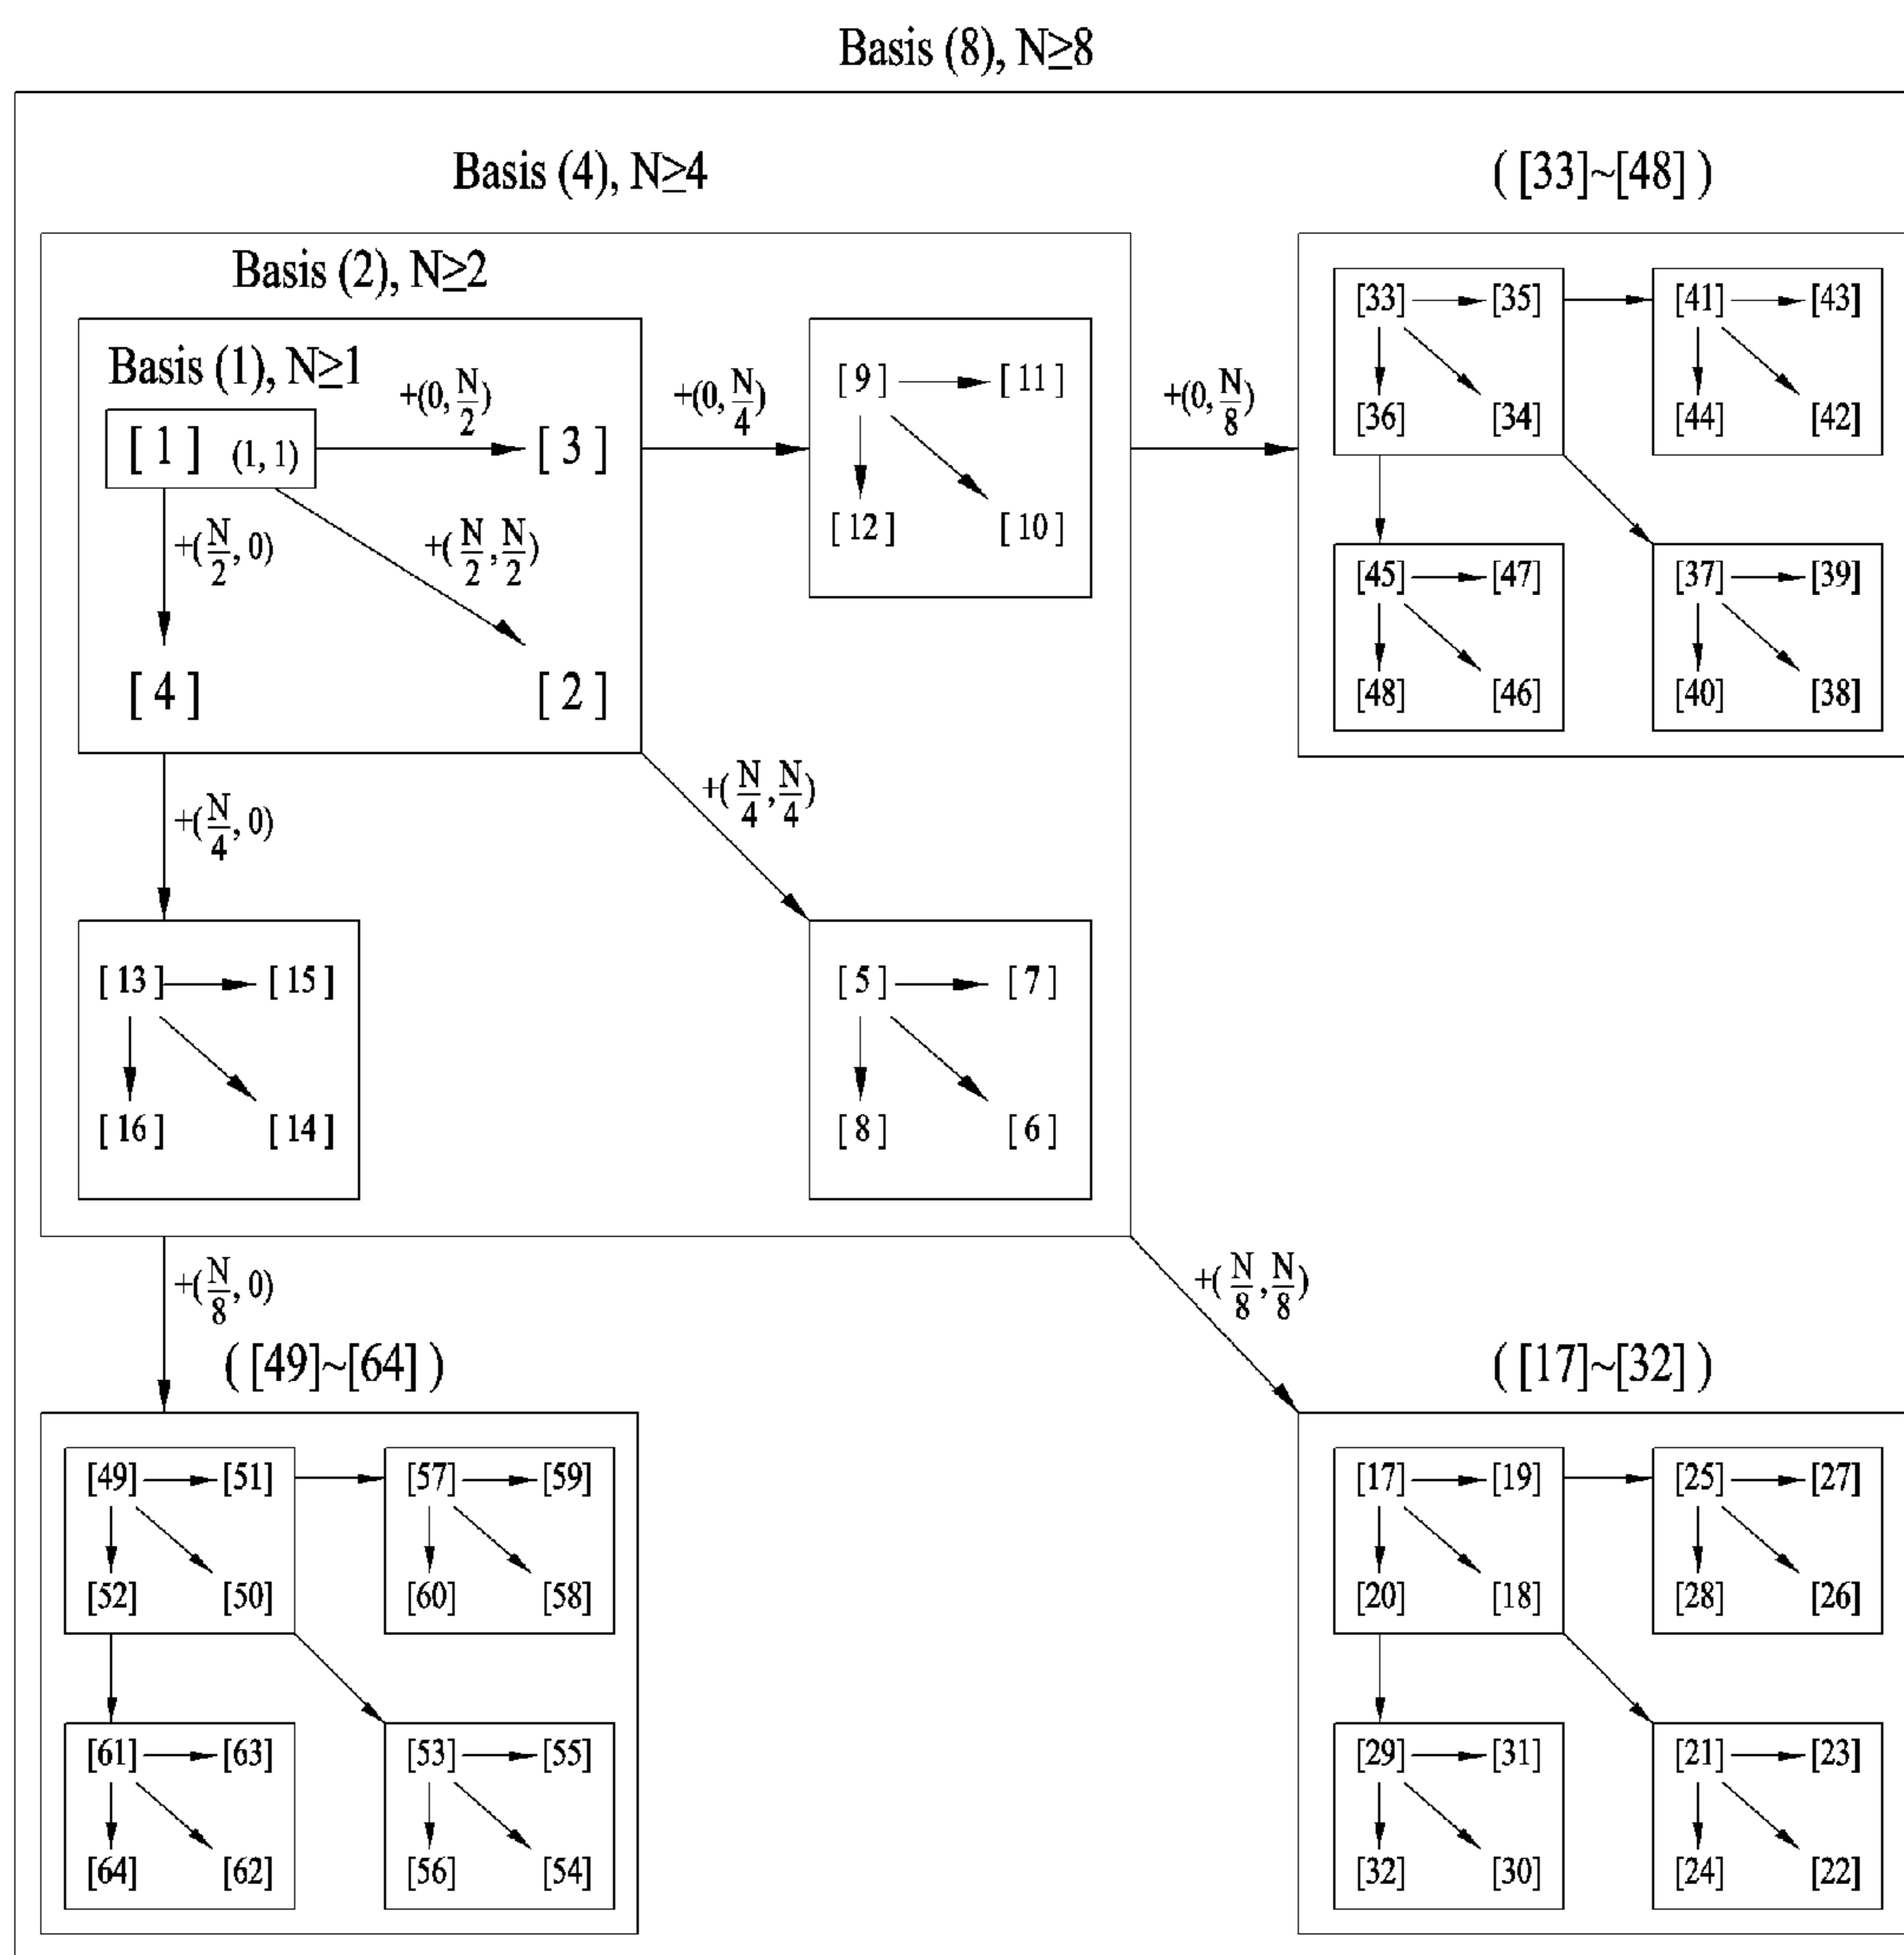 Basis (8), N≥8
Basis (4), N≥4
( [33]~[48] )
Basis (2), N≥2
Basis (1), N≥1
[ 1 ] (1, 1)
+(0, N/2)
[ 3 ]
+(N/2, 0)
+(N/2, N/2)
[ 4 ]
[ 2 ]
+(0, N/4)
[ 9 ] [ 11 ]
[ 12 ] [ 10 ]
+(0, N/8)
[33] [35] [41] [43]
[36] [34] [44] [42]
[45] [47] [37] [39]
[48] [46] [40] [38]
+(N/4, 0)
+(N/4, N/4)
[ 13 ] [ 15 ]
[ 16 ] [ 14 ]
[ 5 ] [ 7 ]
[ 8 ] [ 6 ]
+(N/8, 0)
+(N/8, N/8)
( [49]~[64] )
[49] [51] [57] [59]
[52] [50] [60] [58]
[61] [63] [53] [55]
[64] [62] [56] [54]
( [17]~[32] )
[17] [19] [25] [27]
[20] [18] [28] [26]
[29] [31] [21] [23]
[32] [30] [24] [22]